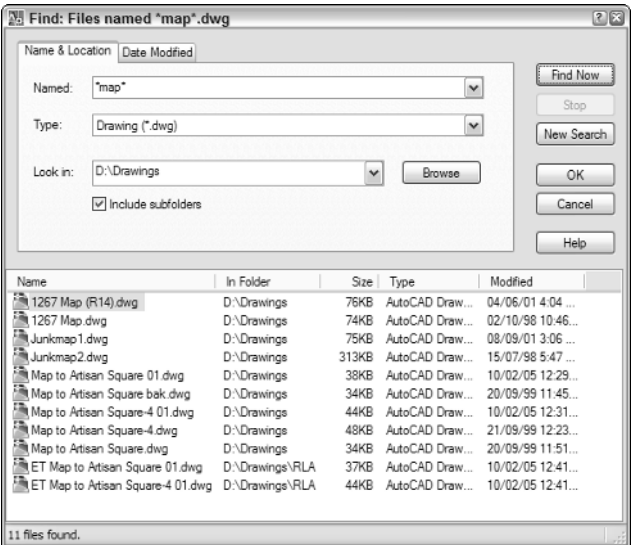 Find: Files named *map*.dwg
Name & Location Date Modified
Named: *map* Find Now
Stop
Type: Drawing (*.dwg) New Search
Look in: D:\Drawings Browse OK
Include subfolders Cancel
Help
Name In Folder Size Type Modified
1267 Map (R14).dwg D:\Drawings 76KB AutoCAD Draw... 04/06/01 4:04 ...
1267 Map.dwg D:\Drawings 74KB AutoCAD Draw... 02/10/98 10:46...
Junkmap1.dwg D:\Drawings 75KB AutoCAD Draw... 08/09/01 3:06 ...
Junkmap2.dwg D:\Drawings 313KB AutoCAD Draw... 15/07/98 5:47 ...
Map to Artisan Square 01.dwg D:\Drawings 38KB AutoCAD Draw... 10/02/05 12:29...
Map to Artisan Square bak.dwg D:\Drawings 34KB AutoCAD Draw... 20/09/99 11:45...
Map to Artisan Square-4 01.dwg D:\Drawings 44KB AutoCAD Draw... 10/02/05 12:31...
Map to Artisan Square-4.dwg D:\Drawings 48KB AutoCAD Draw... 21/09/99 12:23...
Map to Artisan Square.dwg D:\Drawings 34KB AutoCAD Draw... 20/09/99 11:51...
ET Map to Artisan Square 01.dwg D:\Drawings\RLA 37KB AutoCAD Draw... 10/02/05 12:41...
ET Map to Artisan Square-4 01.dwg D:\Drawings\RLA 44KB AutoCAD Draw... 10/02/05 12:41...
11 files found.